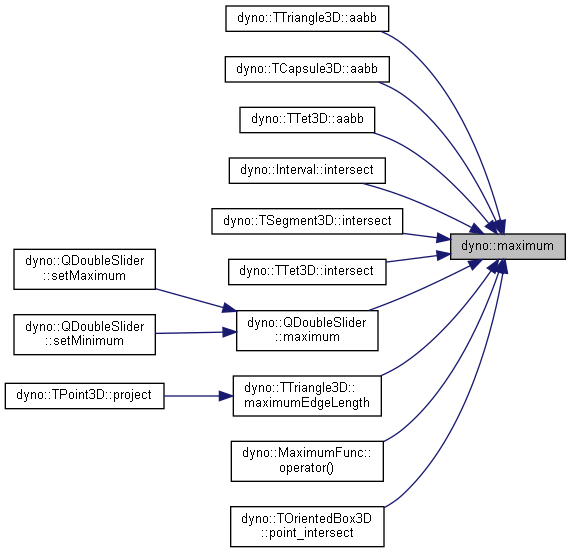 dyno::TTriangle3D::aabb
dyno::TCapsule3D::aabb
dyno::TTet3D::aabb
dyno::Interval::intersect
dyno::TSegment3D::intersect
dyno::maximum
dyno::TTet3D::intersect
dyno::QDoubleSlider
::setMaximum
dyno::QDoubleSlider
::setMinimum
dyno::QDoubleSlider
::maximum
dyno::TPoint3D::project
dyno::TTriangle3D::
maximumEdgeLength
dyno::MaximumFunc::
operator()
dyno::TOrientedBox3D
::point_intersect